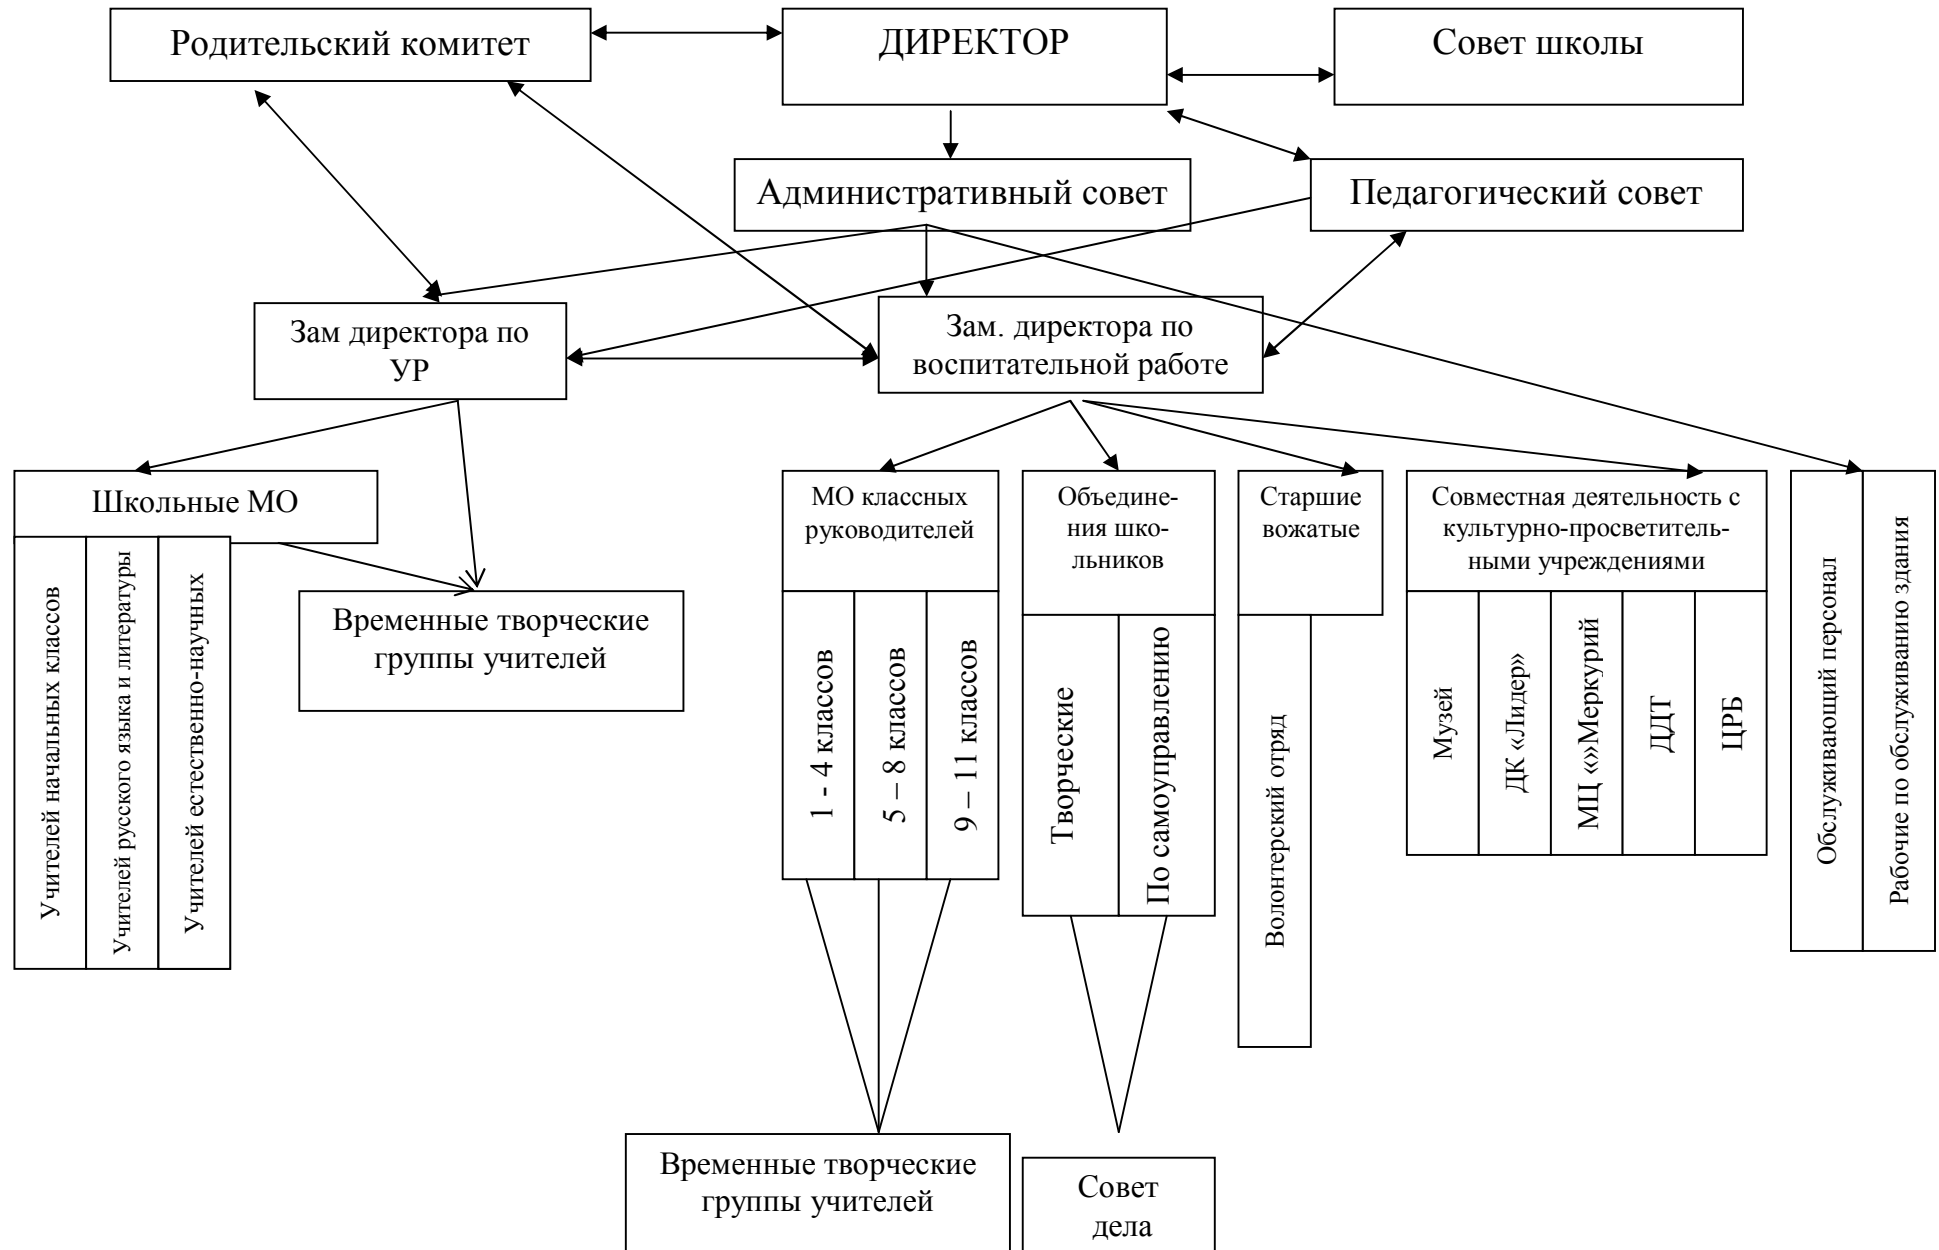 Родительский комитет
ДИРЕКТОР
Совет школы
Административный совет
Педагогический совет
Зам директора по
УР
Зам. директора по
воспитательной работе
Школьные МО
МО классных
руководителей
Объедине-
ния шко-
льников
Старшие
вожатые
Совместная деятельность с
культурно-просветитель-
ными учреждениями
Обслуживающий персонал
Рабочие по обслуживанию здания
Учителей начальных классов
Учителей русского языка и литературы
Учителей естественно-научных
Временные творческие
группы учителей
1 - 4 классов
5 – 8 классов
9 – 11 классов
Творческие
По самоуправлению
Волонтерский отряд
Музей
ДК «Лидер»
МЦ «»Меркурий
ДДТ
ЦРБ
Временные творческие
группы учителей
Совет
дела